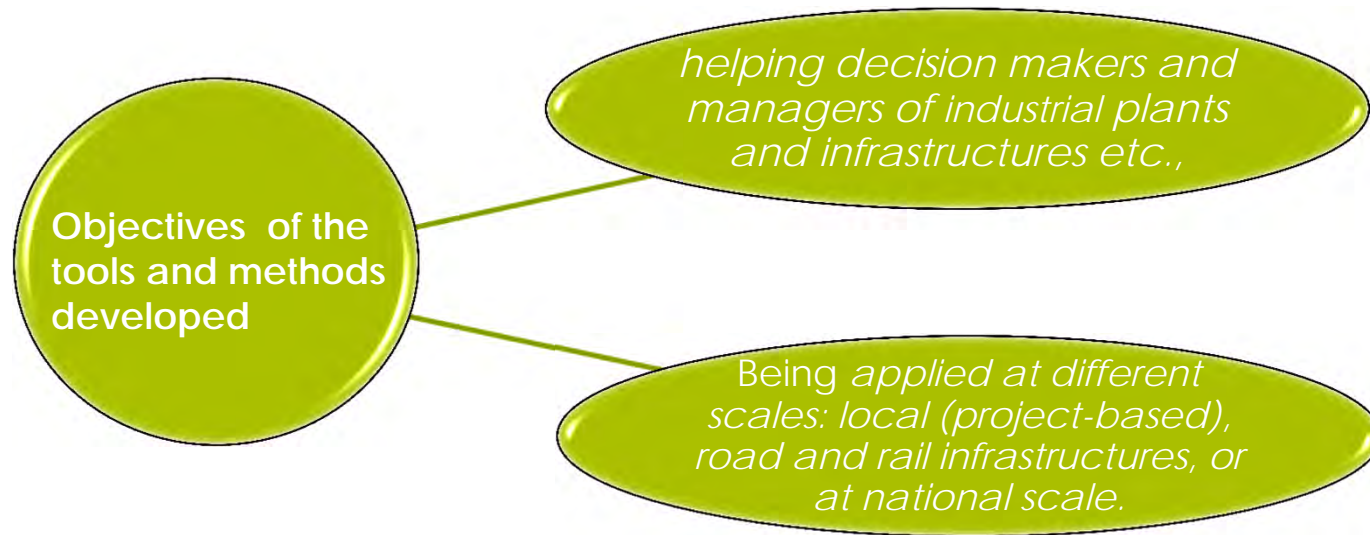 Objectives of the
tools and methods
developed
helping decision makers and
managers of industrial plants
and infrastructures etc.,
Being applied at different
scales: local (project-based),
road and rail infrastructures, or
at national scale.